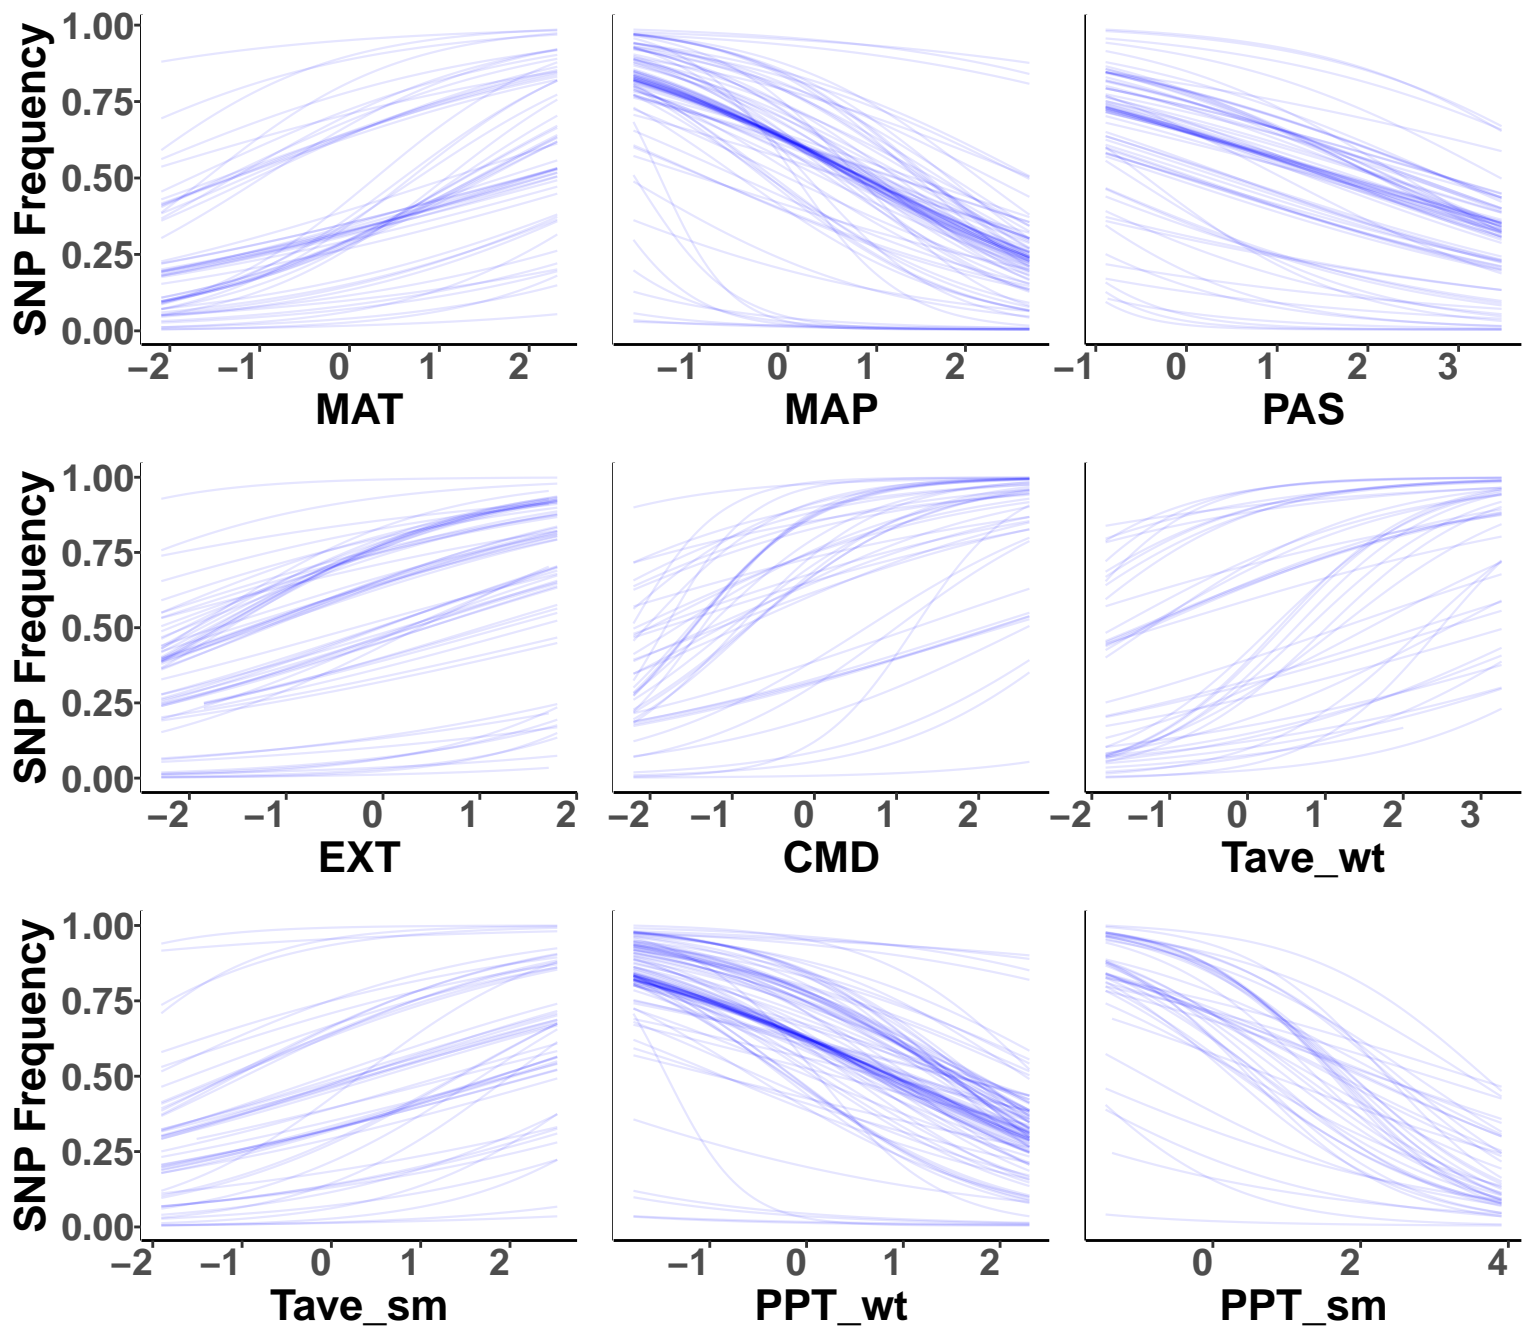 SNP Frequency
1.00
0.75
0.50
0.25
0.00
−2 −1 0 1 2
MAT
−1 0 1 2
MAP
−1 0 1 2 3
PAS
SNP Frequency
1.00
0.75
0.50
0.25
0.00
−2 −1 0 1 2
EXT
−2 −1 0 1 2
CMD
−2 −1 0 1 2 3
Tave_wt
SNP Frequency
1.00
0.75
0.50
0.25
0.00
−2 −1 0 1 2
Tave_sm
−1 0 1 2
PPT_wt
0 2 4
PPT_sm